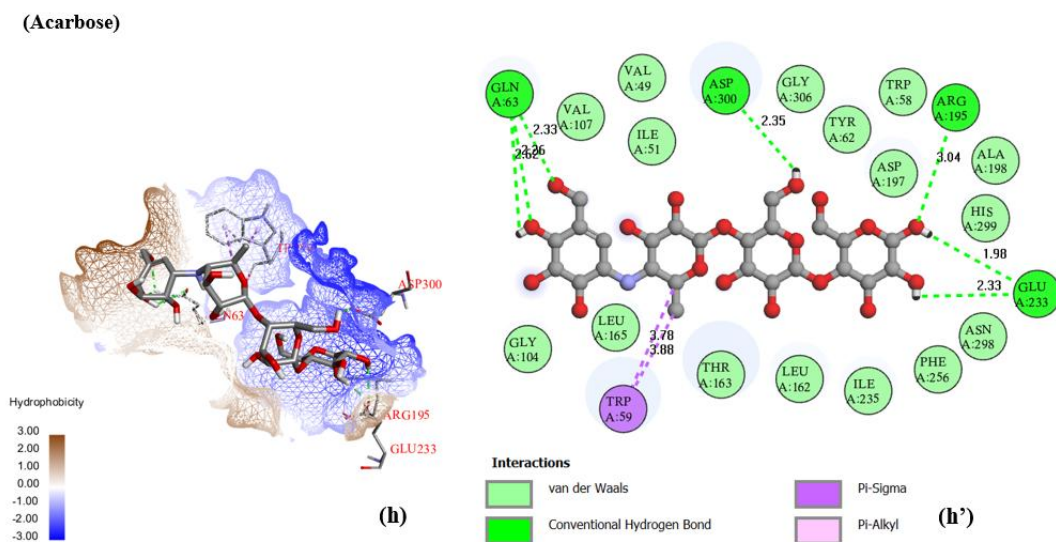 (Acarbose)
N63
ASP300
ARG195
GLU233
Hydrophobicity
3.00
2.00
1.00
0.00
-1.00
-2.00
-3.00
(h)
GLN
A:63
VAL
A:49
VAL
A:107
ILE
A:51
ASP
A:300
GLY
A:306
TRP
A:58
TYR
A:62
ARG
A:195
ASP
A:197
ALA
A:198
HIS
A:299
2.33
2.62
2.35
3.04
1.98
2.33
GLU
A:233
ASN
A:298
PHE
A:256
ILE
A:235
LEU
A:162
THR
A:163
LEU
A:165
GLY
A:104
3.78
3.88
TRP
A:59
Interactions
van der Waals
Conventional Hydrogen Bond
Pi-Sigma
Pi-Alkyl
(h’)